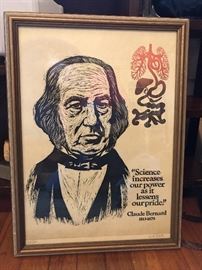 "Science
increases
our power
as it
lessens
our pride."
Claude Bernard
1813-1878